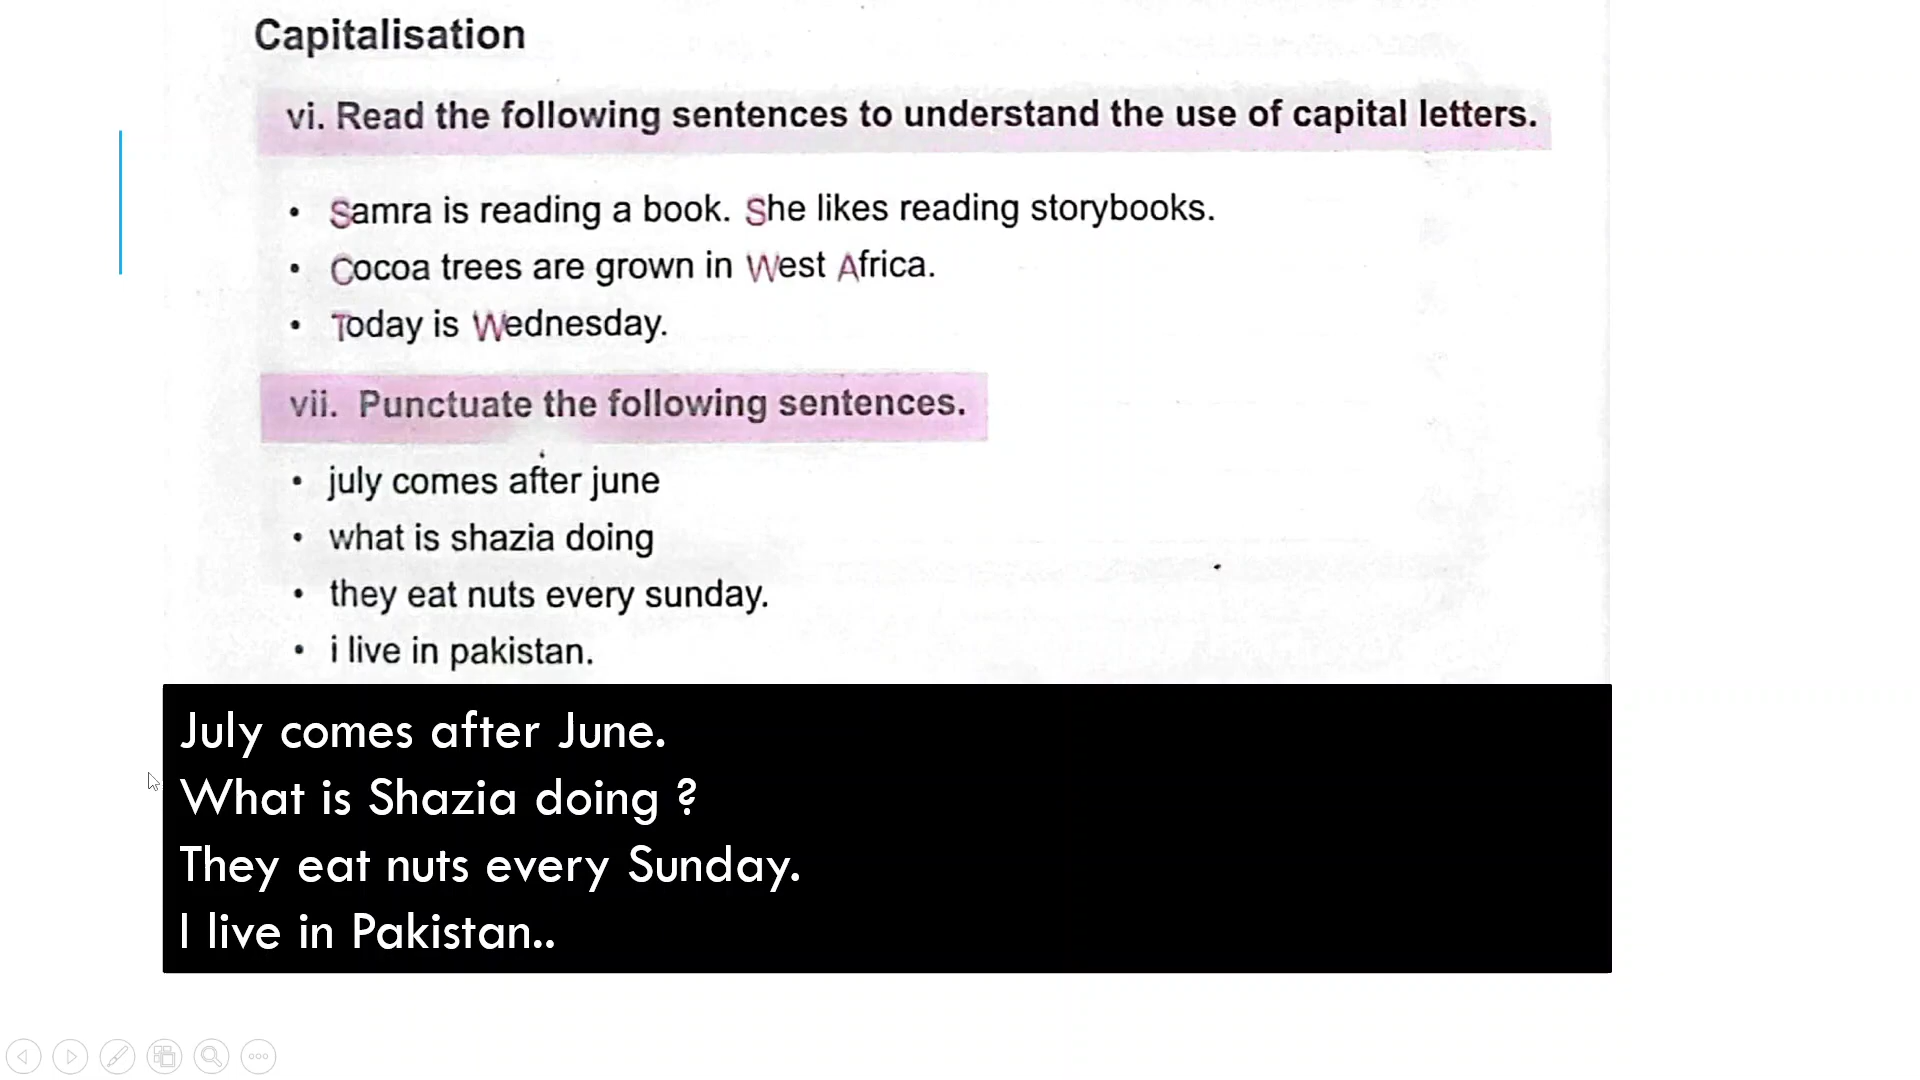 Capitalisation
vi. Read the following sentences to understand the use of capital letters.
• Samra is reading a book. She likes reading storybooks.
• Cocoa trees are grown in West Africa.
• Today is Wednesday.
vii. Punctuate the following sentences.
• july comes after june
• what is shazia doing
• they eat nuts every sunday.
• i live in pakistan.
July comes after June.
What is Shazia doing ?
They eat nuts every Sunday.
I live in Pakistan..